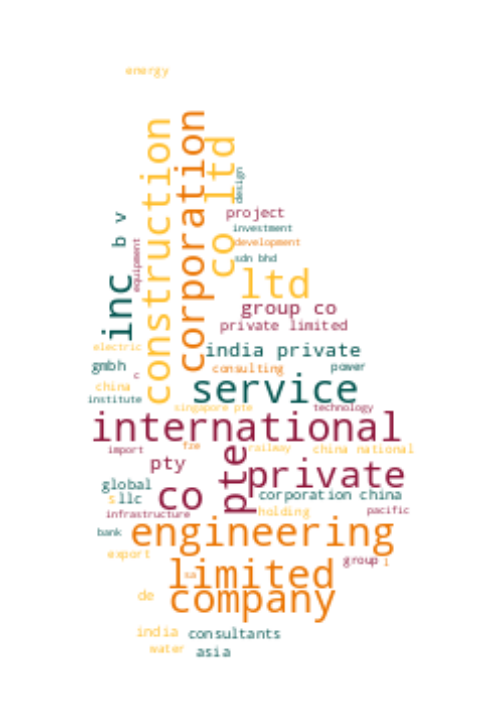 energy
construction
corporation
co ltd
design
project
b v
investment
equipment
development
sdn bhd
inc
ltd
group co
private limited
electric
india private
gmbh
consulting
power
c
service
china
institute
singapore pte
technology
international
import
fze
railway
china national
pty
pte
private
global
s
llc
co
corporation china
infrastructure
holding
pacific
bank
engineering
export
group
i
limited
sa
company
de
india
consultants
water
asia